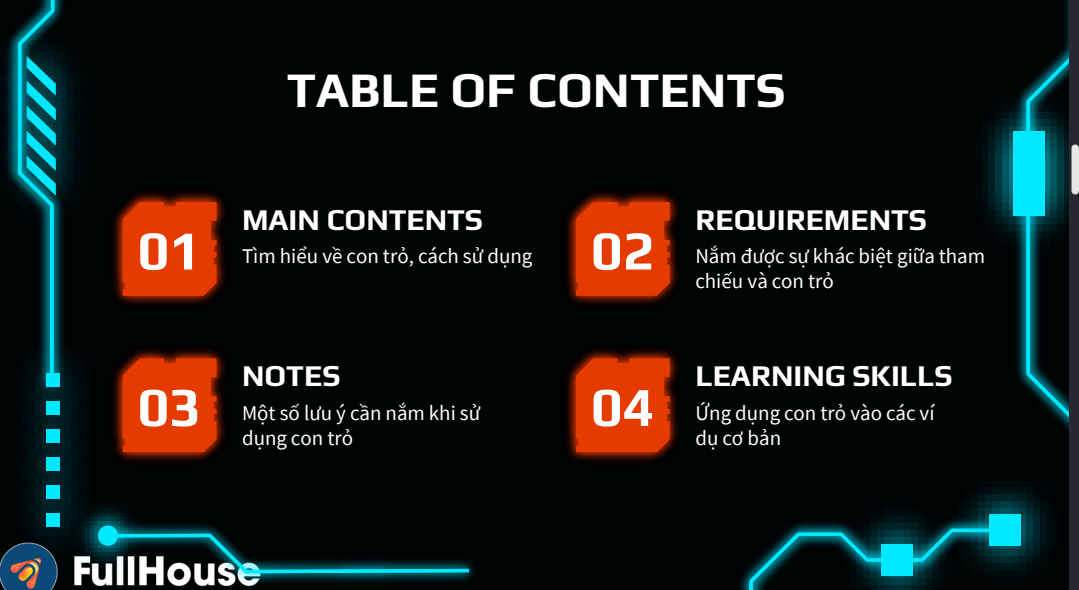 TABLE OF CONTENTS
01
MAIN CONTENTS
Tìm hiểu về con trỏ, cách sử dụng
02
REQUIREMENTS
Nắm được sự khác biệt giữa tham
chiếu và con trỏ
03
NOTES
Một số lưu ý cần nắm khi sử
dụng con trỏ
04
LEARNING SKILLS
Ứng dụng con trỏ vào các ví
dụ cơ bản
FullHouse